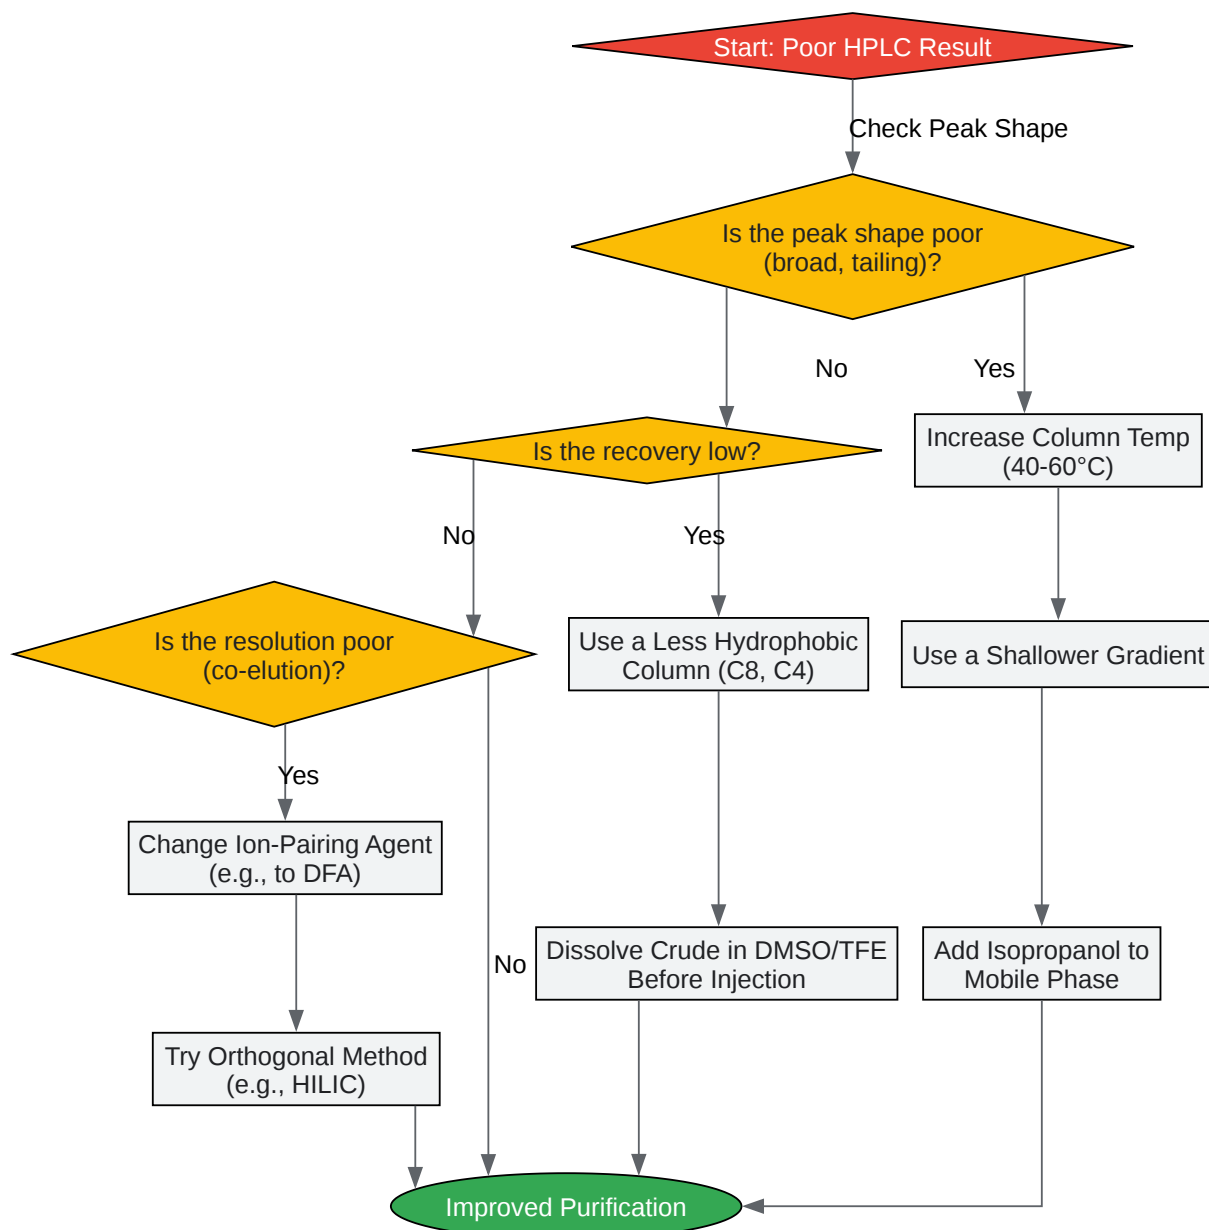 Start: Poor HPLC Result
Check Peak Shape
Is the peak shape poor
(broad, tailing)?
No
Yes
Is the recovery low?
Increase Column Temp
(40-60°C)
No
Yes
Is the resolution poor
(co-elution)?
Use a Less Hydrophobic
Column (C8, C4)
Use a Shallower Gradient
Yes
Change Ion-Pairing Agent
(e.g., to DFA)
No
Dissolve Crude in DMSO/TFE
Before Injection
Add Isopropanol to
Mobile Phase
Try Orthogonal Method
(e.g., HILIC)
Improved Purification